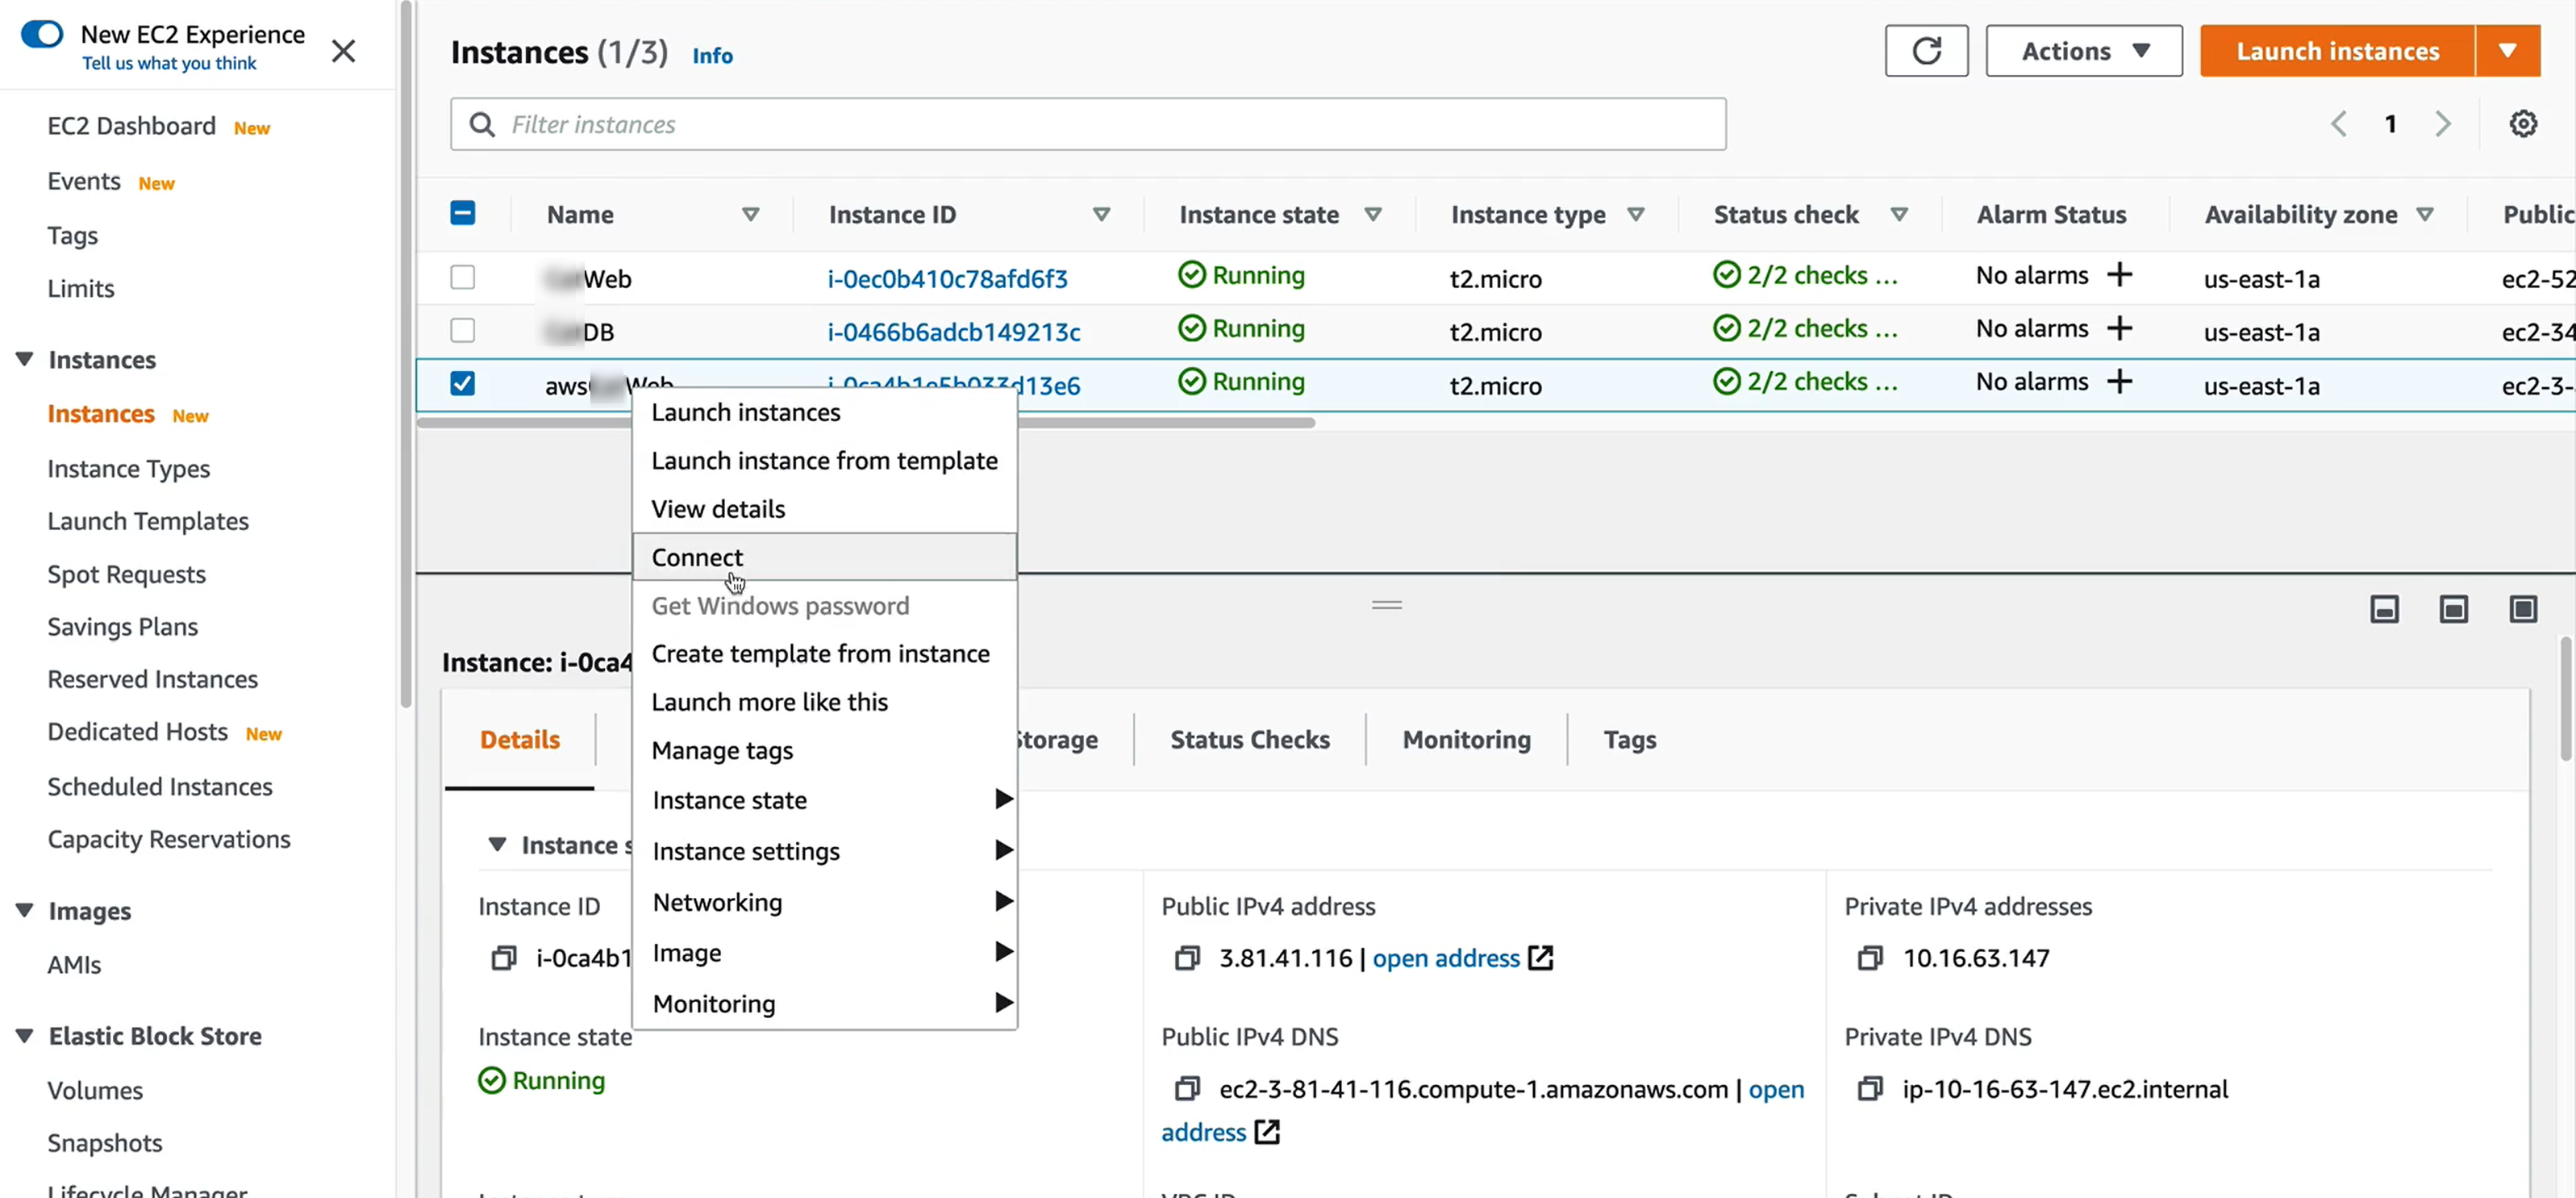 New EC2 Experience
Tell us what you think
EC2 Dashboard New
Events New
Tags
Limits
Instances
Instances New
Instance Types
Launch Templates
Spot Requests
Savings Plans
Reserved Instances
Dedicated Hosts New
Scheduled Instances
Capacity Reservations
Images
AMIs
Elastic Block Store
Volumes
Snapshots
Lifecycle Manager
Instances (1/3) Info
Actions
Launch instances
Filter instances
1
Name Instance ID Instance state Instance type Status check Alarm Status Availability zone Public
Web i-0ec0b410c78afd6f3 Running t2.micro 2/2 checks ... No alarms + us-east-1a ec2-52
DB i-0466b6adcb149213c Running t2.micro 2/2 checks ... No alarms + us-east-1a ec2-34
aws Web i-0ca4b1e5b033d13e6 Running t2.micro 2/2 checks ... No alarms + us-east-1a ec2-3-
Launch instances
Launch instance from template
View details
Connect
Get Windows password
Create template from instance
Launch more like this
Manage tags
Instance state
Instance settings
Networking
Image
Monitoring
Instance: i-0ca4
Details Storage Status Checks Monitoring Tags
Instance s
Instance ID
i-0ca4b1
Instance state
Running
Public IPv4 address
3.81.41.116 | open address
Public IPv4 DNS
ec2-3-81-41-116.compute-1.amazonaws.com | open
address
Private IPv4 addresses
10.16.63.147
Private IPv4 DNS
ip-10-16-63-147.ec2.internal